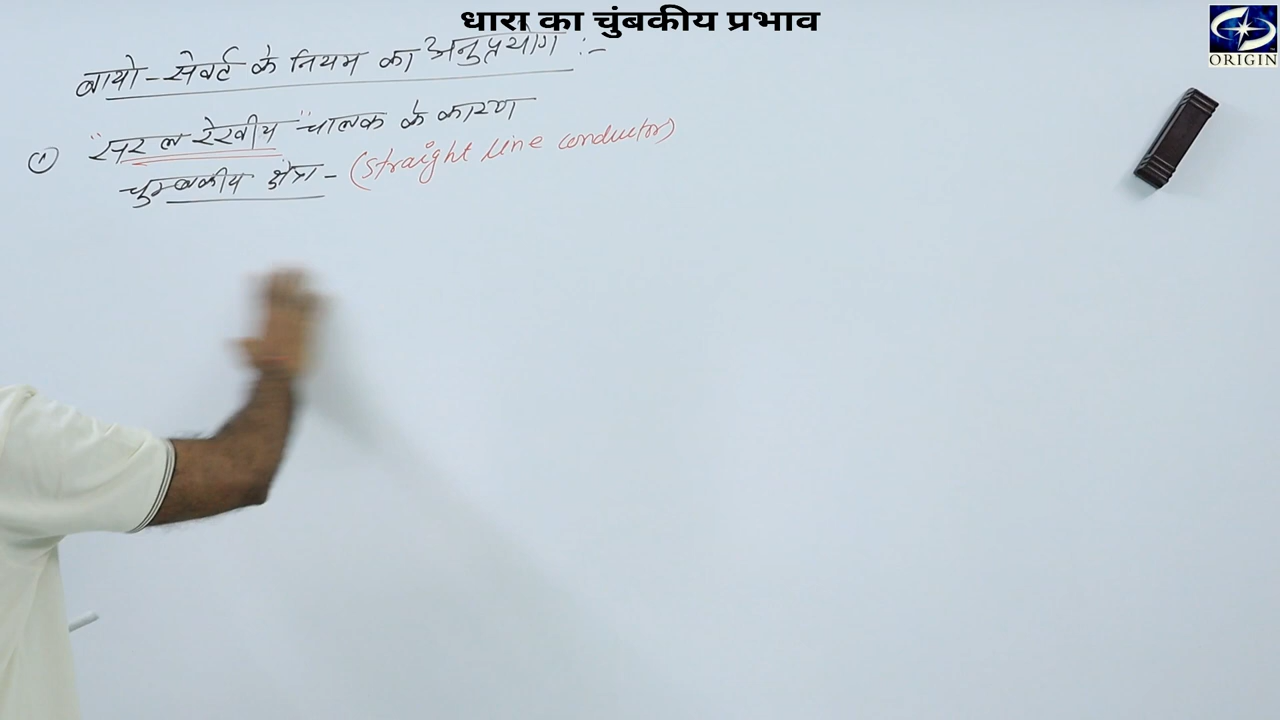 धारा का चुंबकीय प्रभाव
ORIGIN
बायो-सेवर्ट के नियम का अनुप्रयोग :-
① "सरल रेखीय" चालक के कारण
चुम्बकीय क्षेत्र - (straight line conductor)